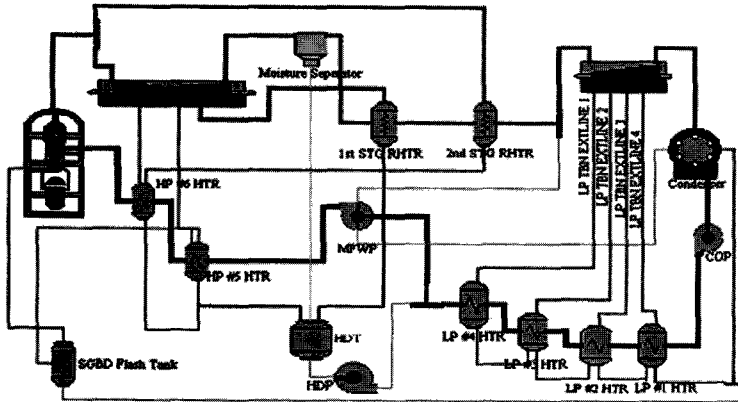 Moisture Seperator
1st STG RHTR
2nd STG RHTR
LP TBN EXTLINE 1
LP TBN EXTLINE 2
LP TBN EXTLINE 3
LP TBN EXTLINE 4
Condenser
HP #6 HTR
MFWP
COP
HP #5 HTR
HDT
LP #4 HTR
LP #3 HTR
SGBD Flash Tank
HDP
LP #2 HTR
LP #1 HTR